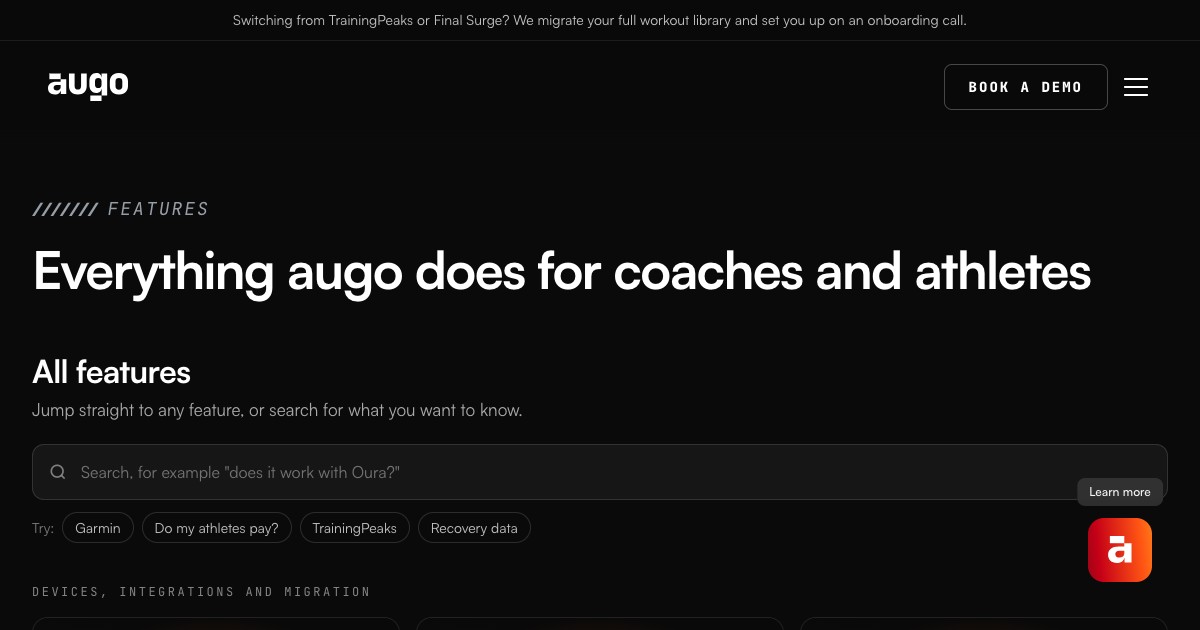 Switching from TrainingPeaks or Final Surge? We migrate your full workout library and set you up on an onboarding call.
augo
BOOK A DEMO
/////// FEATURES
Everything augo does for coaches and athletes
All features
Jump straight to any feature, or search for what you want to know.
Search, for example "does it work with Oura?"
Learn more
Try: Garmin Do my athletes pay? TrainingPeaks Recovery data
a
DEVICES, INTEGRATIONS AND MIGRATION